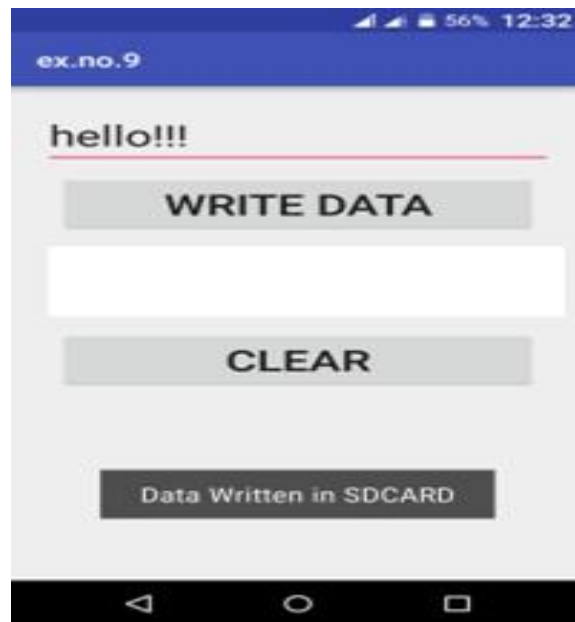 56% 12:32
ex.no.9
hello!!!
WRITE DATA
CLEAR
Data Written in SDCARD